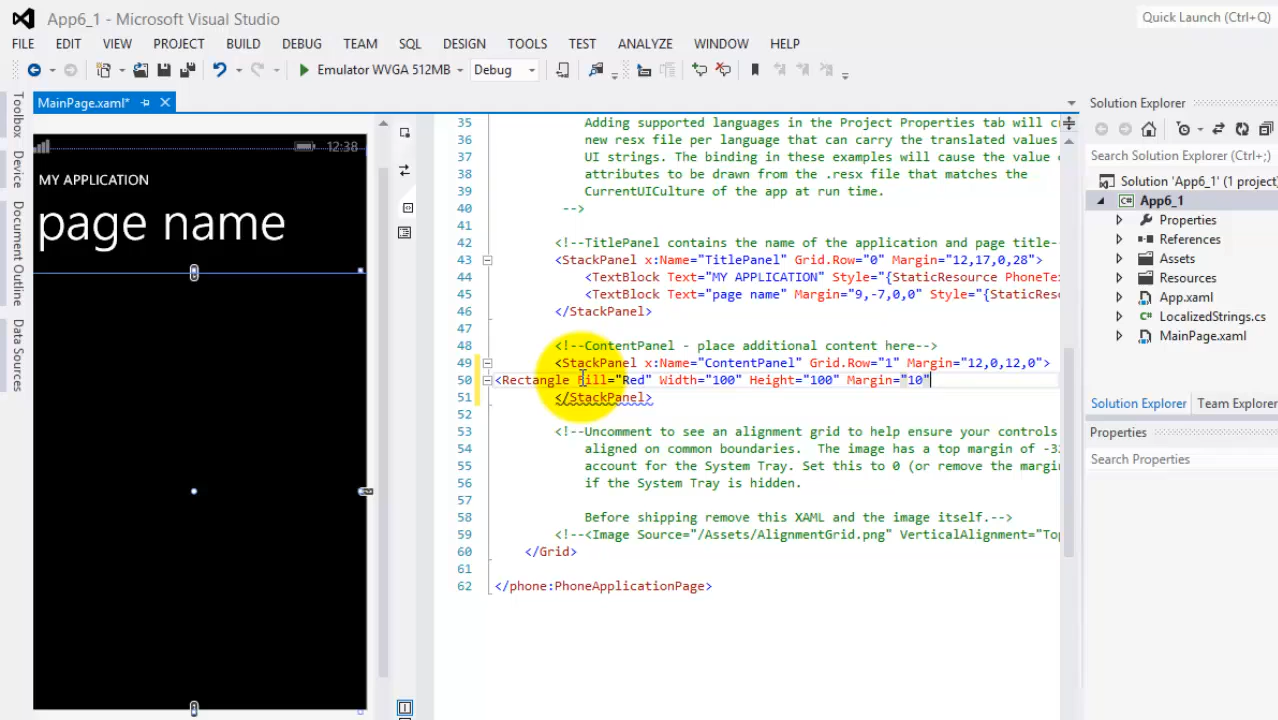 App6_1 - Microsoft Visual Studio
Quick Launch (Ctrl+Q)
FILE EDIT VIEW PROJECT BUILD DEBUG TEAM SQL DESIGN TOOLS TEST ANALYZE WINDOW HELP
Emulator WVGA 512MB Debug
MainPage.xaml*
Toolbox
Device
Document Outline
Data Sources
12:38
MY APPLICATION
page name
35 Adding supported languages in the Project Properties tab will c
36 new resx file per language that can carry the translated values
37 UI strings. The binding in these examples will cause the value
38 attributes to be drawn from the .resx file that matches the
39 CurrentUICulture of the app at run time.
40 -->
41
42 <!--TitlePanel contains the name of the application and page title-
43 <StackPanel x:Name="TitlePanel" Grid.Row="0" Margin="12,17,0,28">
44 <TextBlock Text="MY APPLICATION" Style="{StaticResource PhoneTex
45 <TextBlock Text="page name" Margin="9,-7,0,0" Style="{StaticReso
46 </StackPanel>
47
48 <!--ContentPanel - place additional content here-->
49 <StackPanel x:Name="ContentPanel" Grid.Row="1" Margin="12,0,12,0">
50 <Rectangle Fill="Red" Width="100" Height="100" Margin="10"
51 </StackPanel>
52
53 <!--Uncomment to see an alignment grid to help ensure your controls
54 aligned on common boundaries.  The image has a top margin of -32
55 account for the System Tray. Set this to 0 (or remove the margin
56 if the System Tray is hidden.
57
58 Before shipping remove this XAML and the image itself.-->
59 <!--<Image Source="/Assets/AlignmentGrid.png" VerticalAlignment="Top
60 </Grid>
61
62 </phone:PhoneApplicationPage>
Solution Explorer
Search Solution Explorer (Ctrl+;)
Solution 'App6_1' (1 project)
App6_1
Properties
References
Assets
Resources
App.xaml
LocalizedStrings.cs
MainPage.xaml
Solution Explorer Team Explorer
Properties
Search Properties